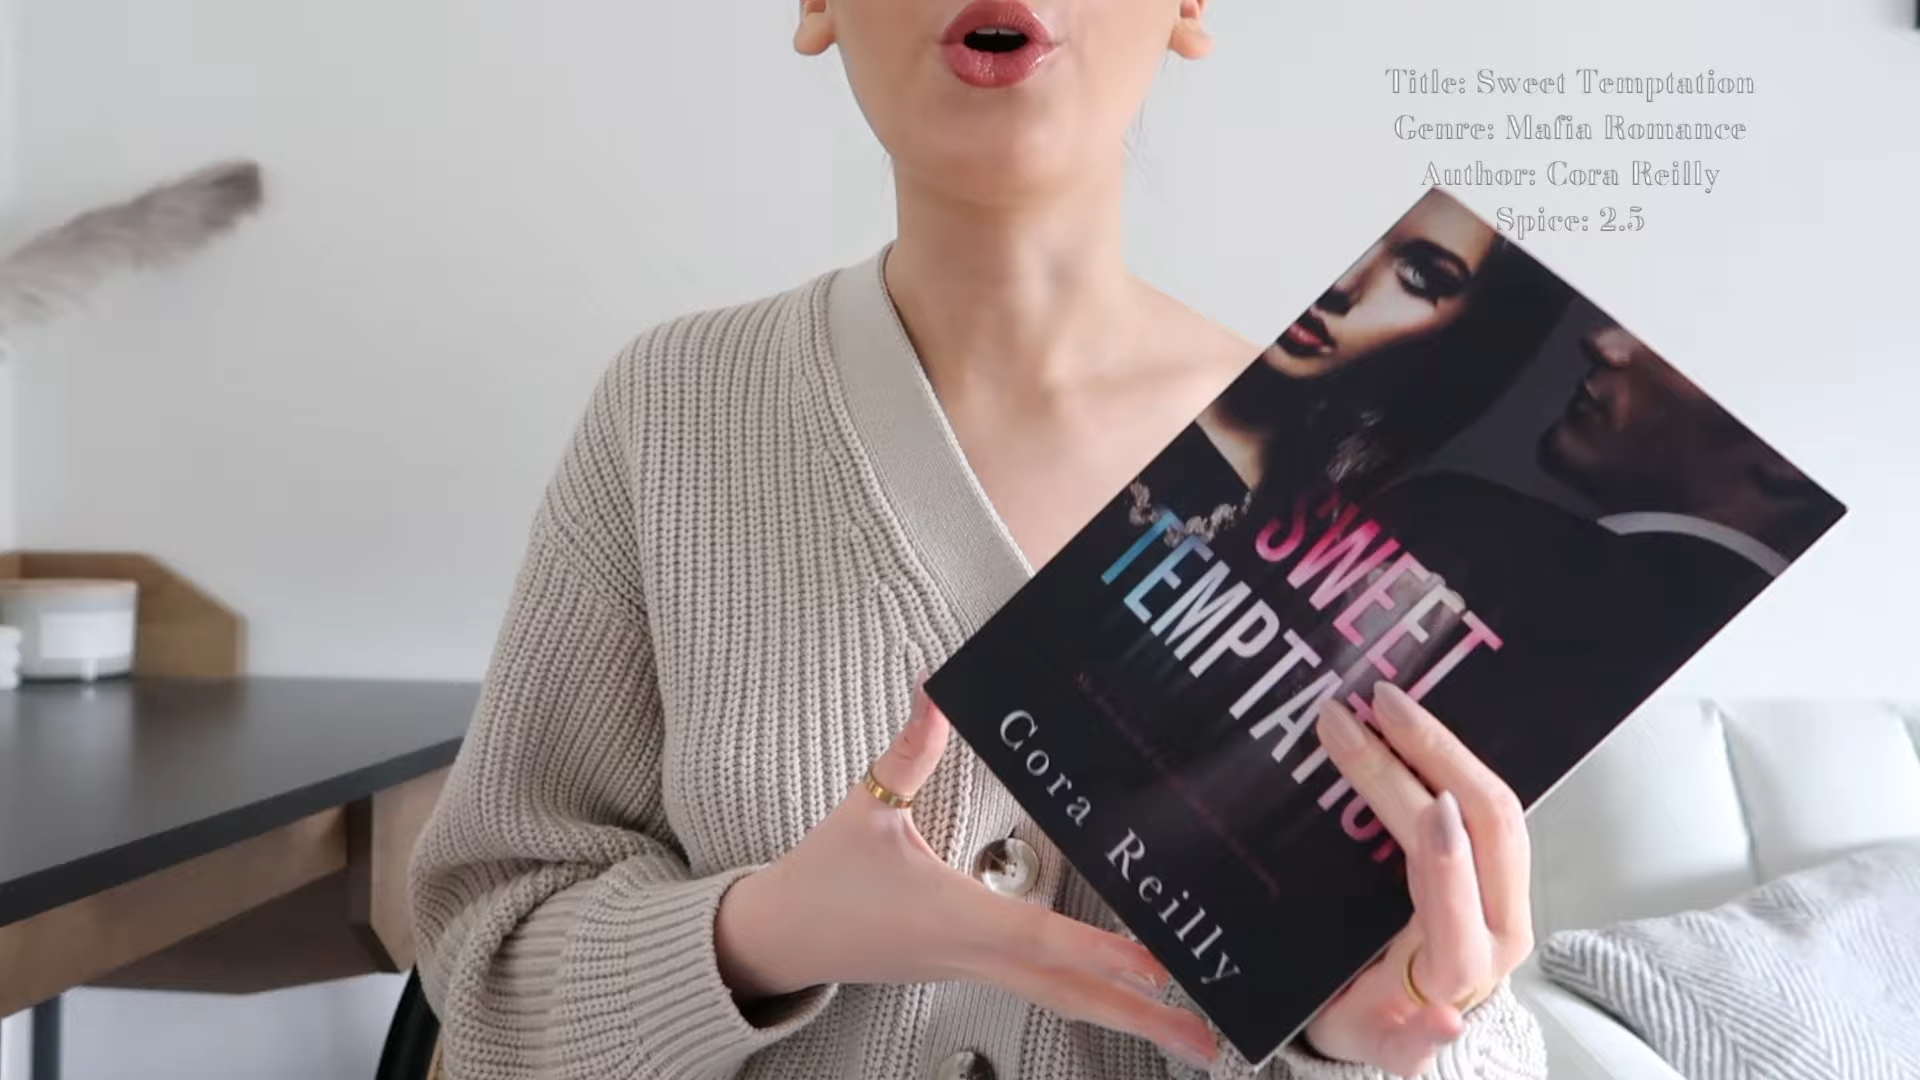 Title: Sweet Temptation
Genre: Mafia Romance
Author: Cora Reilly
Spice: 2.5
SWEET
TEMPTATION
Cora Reilly